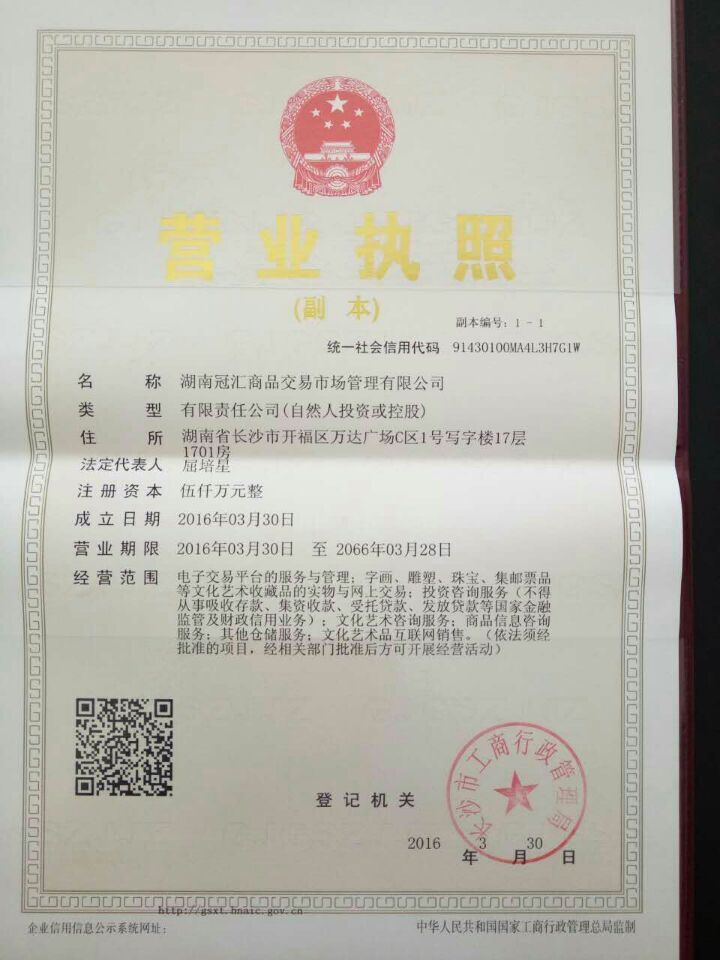 营业执照
(副 本)
副本编号: 1 - 1
统一社会信用代码 91430100MA4L3H7G1W
名 称 湖南冠汇商品交易市场管理有限公司
类 型 有限责任公司(自然人投资或控股)
住 所 湖南省长沙市开福区万达广场C区1号写字楼17层
1701房
法定代表人 屈培星
注册资本 伍仟万元整
成立日期 2016年03月30日
营业期限 2016年03月30日 至 2066年03月28日
经营范围 电子交易平台的服务与管理;字画、雕塑、珠宝、集邮票品
等文化艺术收藏品的实物与网上交易;投资咨询服务(不得
从事吸收存款、集资收款、受托贷款、发放贷款等国家金融
监管及财政信用业务);文化艺术咨询服务;商品信息咨询
服务;其他仓储服务;文化艺术品互联网销售。(依法须经
批准的项目,经相关部门批准后方可开展经营活动)
长沙市工商行政管理局
登记机关
2016年3月30日
http://gsxt.hnaic.gov.cn
企业信用信息公示系统网址:
中华人民共和国国家工商行政管理总局监制